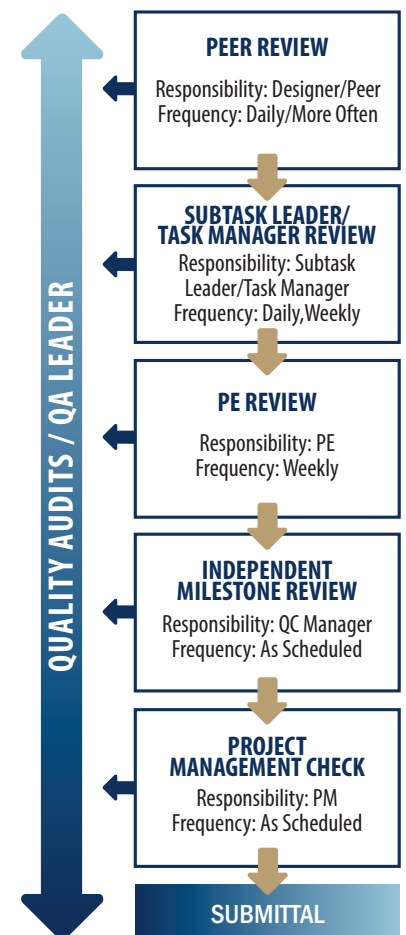 QUALITY AUDITS / QA LEADER
PEER REVIEW
Responsibility: Designer/Peer
Frequency: Daily/More Often
SUBTASK LEADER/
TASK MANAGER REVIEW
Responsibility: Subtask
Leader/Task Manager
Frequency: Daily,Weekly
PE REVIEW
Responsibility: PE
Frequency: Weekly
INDEPENDENT
MILESTONE REVIEW
Responsibility: QC Manager
Frequency: As Scheduled
PROJECT
MANAGEMENT CHECK
Responsibility: PM
Frequency: As Scheduled
SUBMITTAL